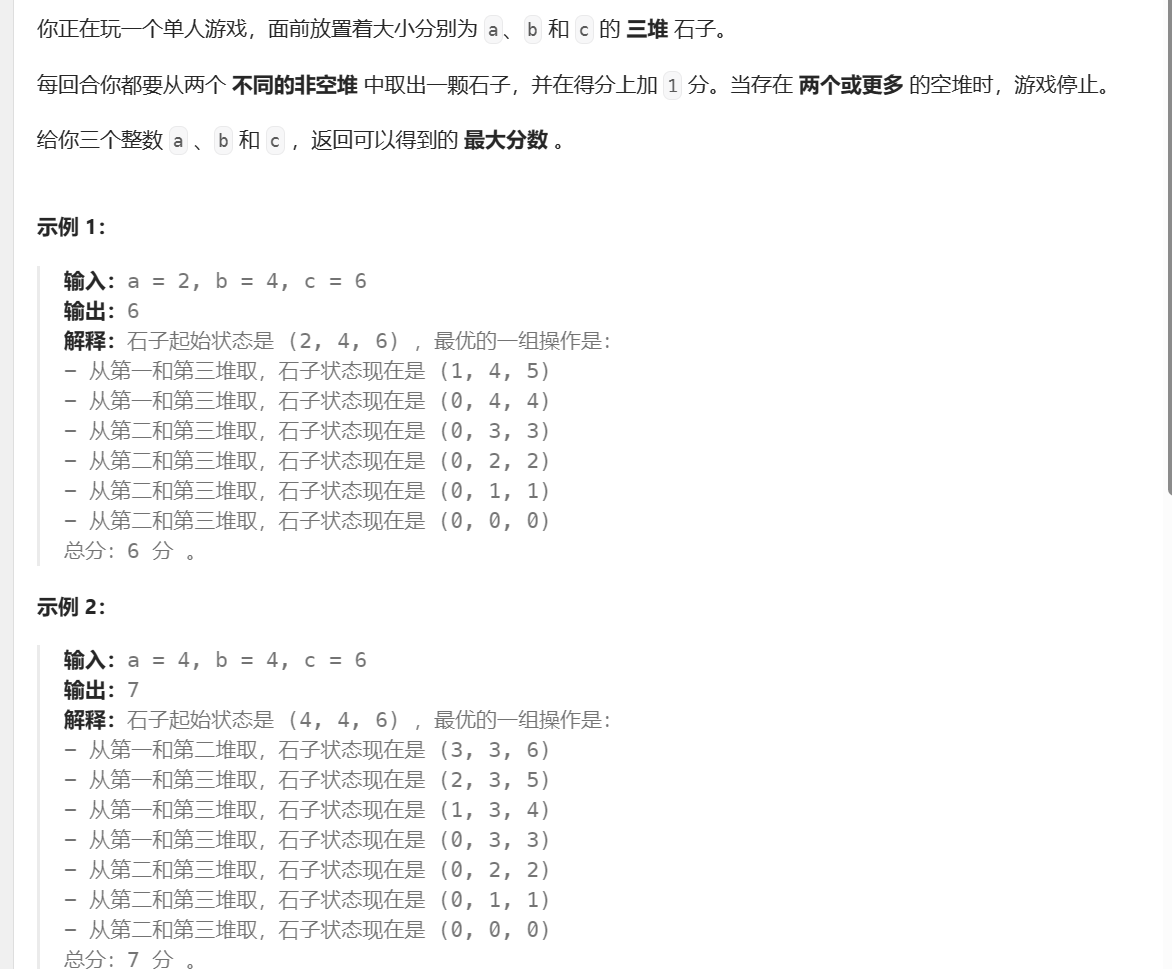 你正在玩一个单人游戏，面前放置着大小分别为 a、b 和 c 的 三堆 石子。
每回合你都要从两个 不同的非空堆 中取出一颗石子，并在得分上加 1 分。当存在 两个或更多 的空堆时，游戏停止。
给你三个整数 a 、b 和 c ，返回可以得到的 最大分数 。
示例 1：
输入：a = 2, b = 4, c = 6
输出：6
解释：石子起始状态是 (2, 4, 6) ，最优的一组操作是：
- 从第一和第三堆取，石子状态现在是 (1, 4, 5)
- 从第一和第三堆取，石子状态现在是 (0, 4, 4)
- 从第二和第三堆取，石子状态现在是 (0, 3, 3)
- 从第二和第三堆取，石子状态现在是 (0, 2, 2)
- 从第二和第三堆取，石子状态现在是 (0, 1, 1)
- 从第二和第三堆取，石子状态现在是 (0, 0, 0)
总分：6 分 。
示例 2：
输入：a = 4, b = 4, c = 6
输出：7
解释：石子起始状态是 (4, 4, 6) ，最优的一组操作是：
- 从第一和第二堆取，石子状态现在是 (3, 3, 6)
- 从第一和第三堆取，石子状态现在是 (2, 3, 5)
- 从第一和第三堆取，石子状态现在是 (1, 3, 4)
- 从第一和第三堆取，石子状态现在是 (0, 3, 3)
- 从第二和第三堆取，石子状态现在是 (0, 2, 2)
- 从第二和第三堆取，石子状态现在是 (0, 1, 1)
- 从第二和第三堆取，石子状态现在是 (0, 0, 0)
总分：7 分 。